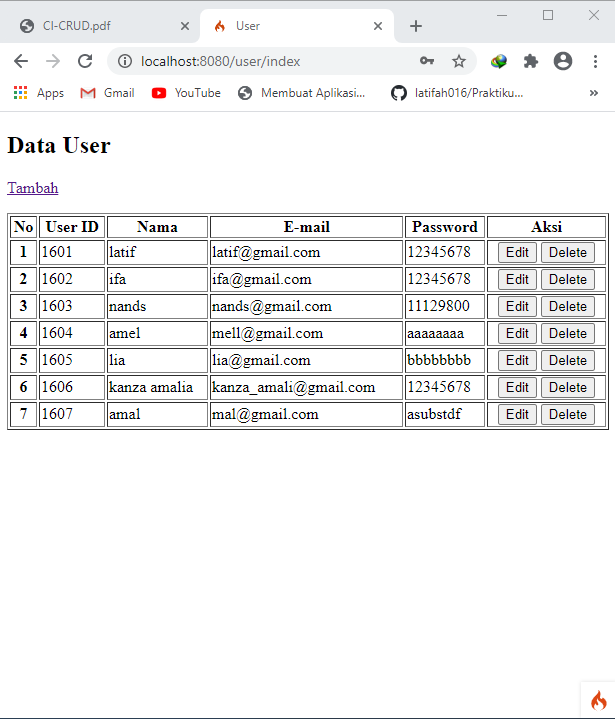 CI-CRUD.pdf
User
localhost:8080/user/index
Apps
Gmail
YouTube
Membuat Aplikasi...
latifah016/Praktiku...
Data User
Tambah
No User ID Nama E-mail Password Aksi
1 1601 latif latif@gmail.com 12345678 Edit Delete
2 1602 ifa ifa@gmail.com 12345678 Edit Delete
3 1603 nands nands@gmail.com 11129800 Edit Delete
4 1604 amel mell@gmail.com aaaaaaaa Edit Delete
5 1605 lia lia@gmail.com bbbbbbbb Edit Delete
6 1606 kanza amalia kanza_amali@gmail.com 12345678 Edit Delete
7 1607 amal mal@gmail.com asubstdf Edit Delete